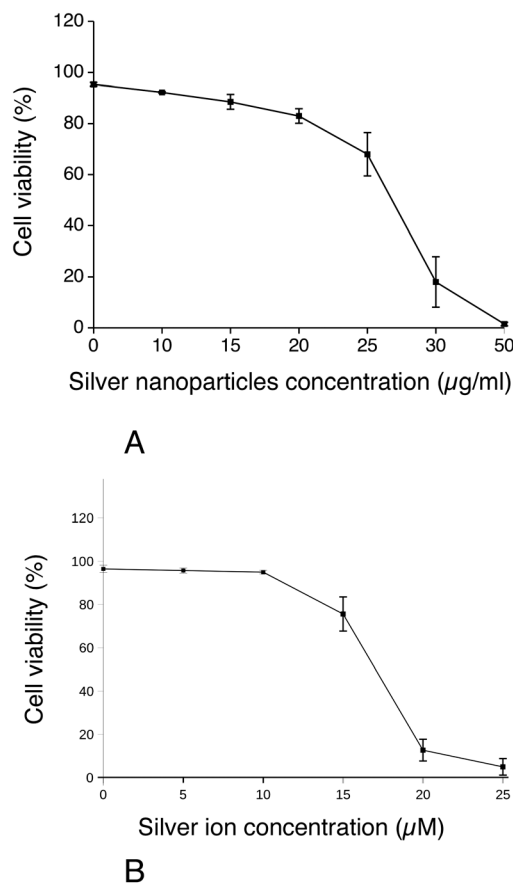 120
100
80
60
40
20
0
Cell viability (%)
0 10 15 20 25 30 50
Silver nanoparticles concentration (µg/ml)
A
120
100
80
60
40
20
0
Cell viability (%)
0 5 10 15 20 25
Silver ion concentration (µM)
B